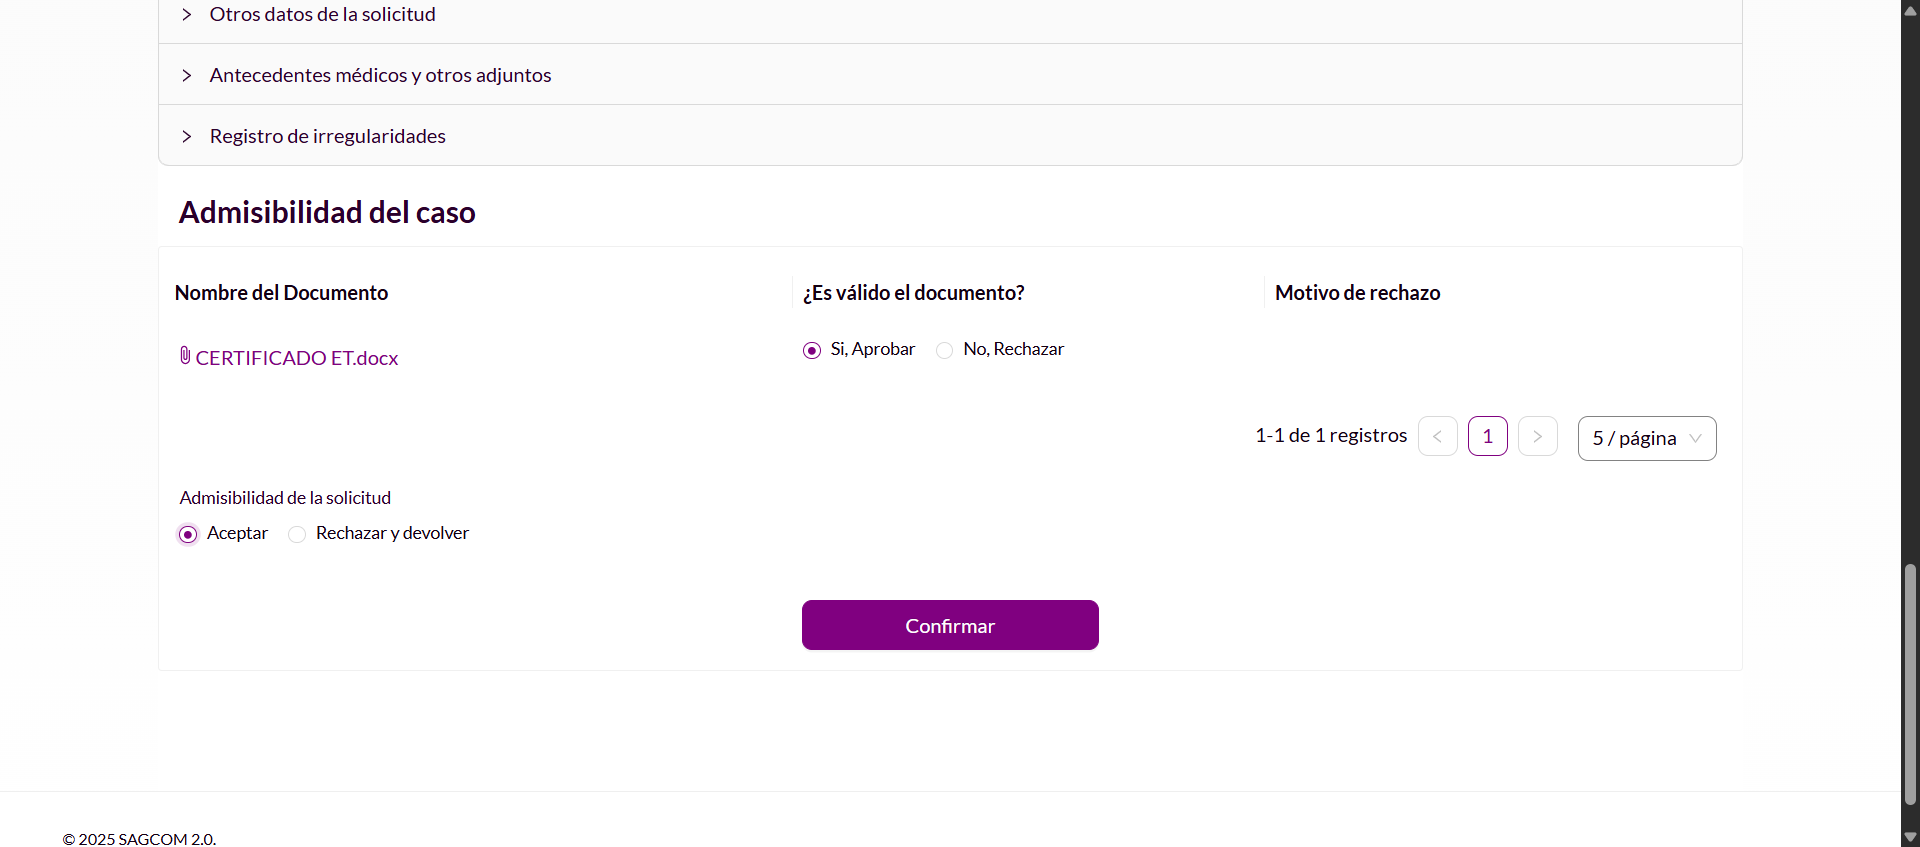 Otros datos de la solicitud
Antecedentes médicos y otros adjuntos
Registro de irregularidades
Admisibilidad del caso
Nombre del Documento ¿Es válido el documento? Motivo de rechazo
CERTIFICADO ET.docx Si, Aprobar No, Rechazar
1-1 de 1 registros < 1 > 5 / página
Admisibilidad de la solicitud
Aceptar Rechazar y devolver
Confirmar
© 2025 SAGCOM 2.0.